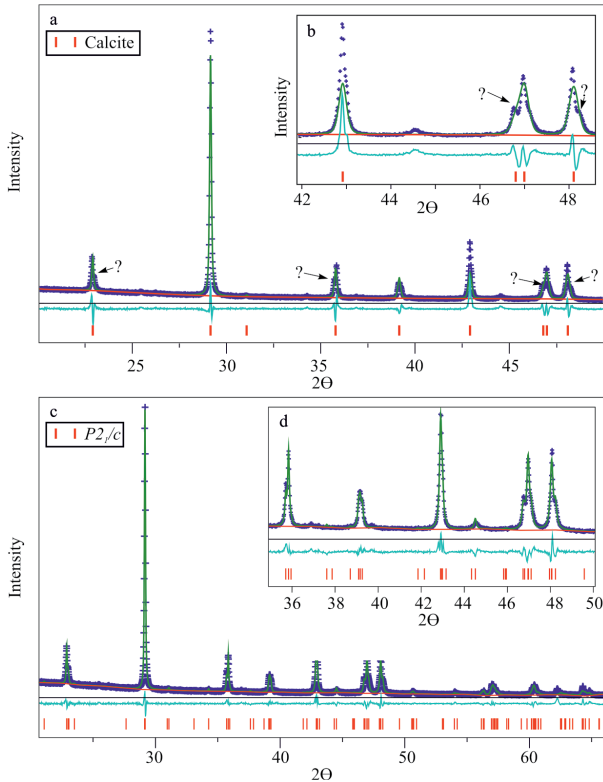 a
Calcite
b
Intensity
?
?
42
44
46
48
2Θ
Intensity
?
?
?
?
25
30
35
40
45
2Θ
c
P2₁/c
d
Intensity
36
38
40
42
44
46
48
50
2Θ
Intensity
30
40
50
60
2Θ